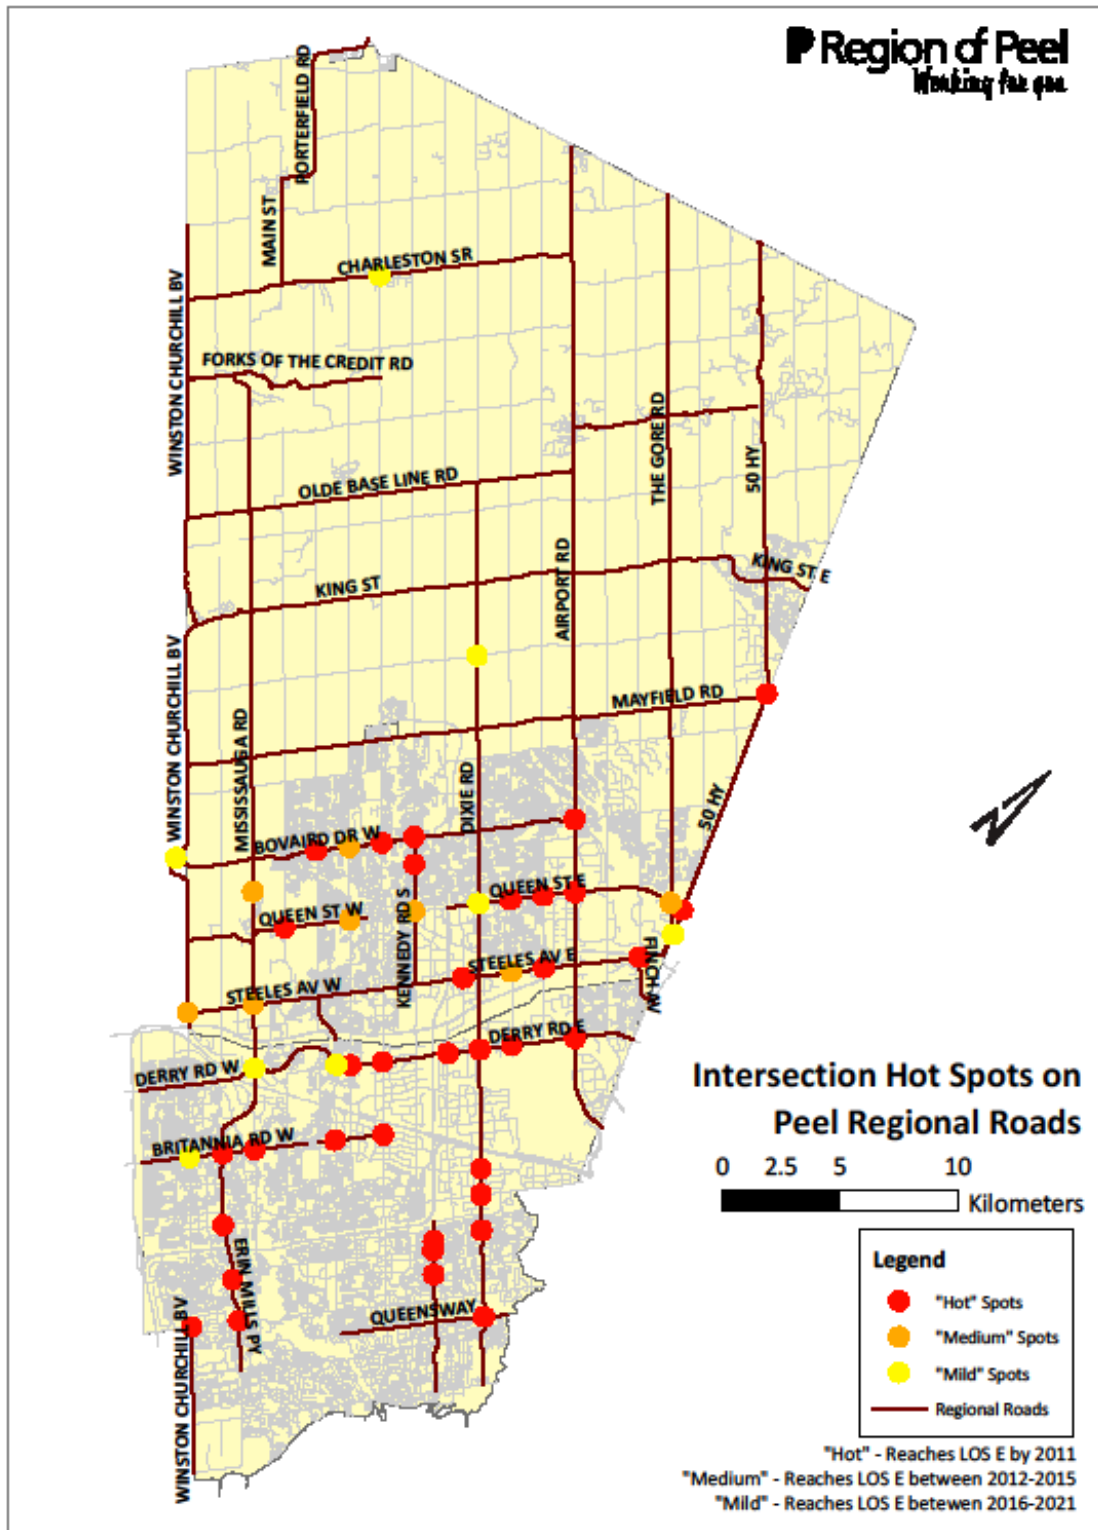 Region of Peel
Working for you
PORTERFIELD RD
MAIN ST
CHARLESTON SR
WINSTON CHURCHILL BV
FORKS OF THE CREDIT RD
THE GORE RD
50 HY
OLDE BASE LINE RD
AIRPORT RD
KING ST E
KING ST
WINSTON CHURCHILL BV
MAYFIELD RD
MISSISSAUGA RD
DIXIE RD
50 HY
BOVAIRD DR W
QUEEN ST E
QUEEN ST W
KENNEDY RD S
STEELES AV E
FINCH W
STEELES AV W
DERRY RD E
DERRY RD W
Intersection Hot Spots on
Peel Regional Roads
BRITANNIA RD W
0 2.5 5 10
Kilometers
ERIN MILLS PY
QUEENSWAY
WINSTON CHURCHILL BV
Legend
"Hot" Spots
"Medium" Spots
"Mild" Spots
Regional Roads
"Hot" - Reaches LOS E by 2011
"Medium" - Reaches LOS E between 2012-2015
"Mild" - Reaches LOS E betewen 2016-2021